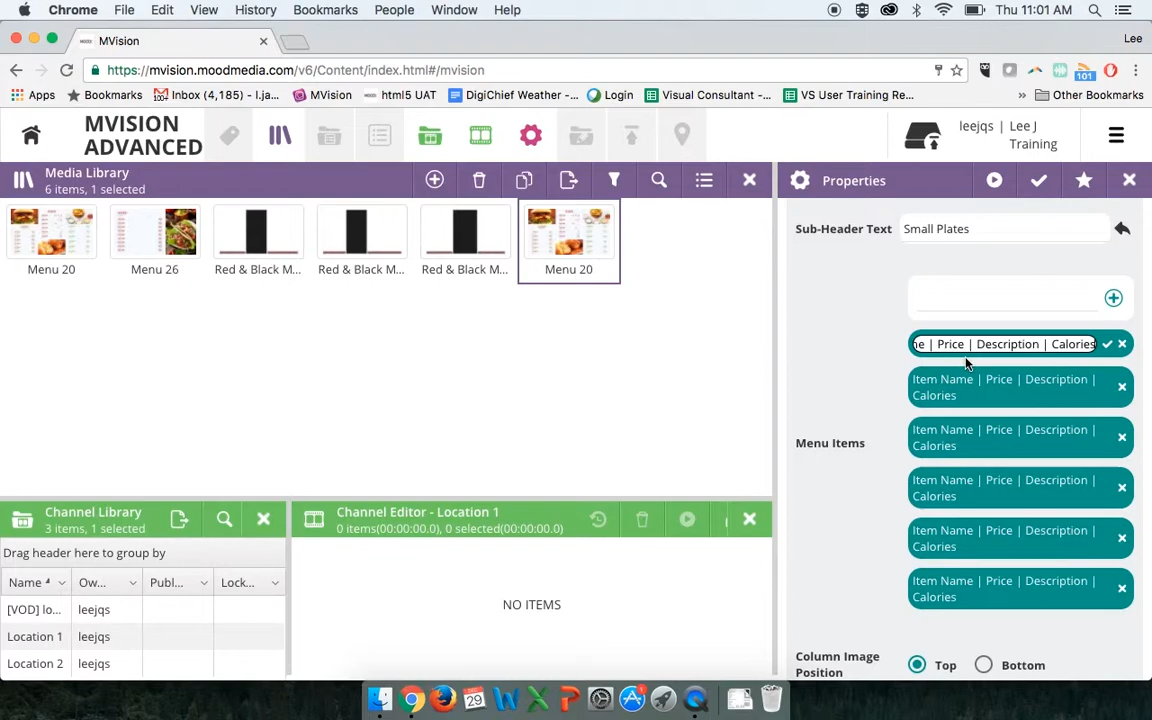 Chrome File Edit View History Bookmarks People Window Help Thu 11:01 AM
MVision Lee
https://mvision.moodmedia.com/v6/Content/index.html#/mvision
Apps Bookmarks Inbox (4,185) - l.ja... MVision html5 UAT DigiChief Weather -... Login Visual Consultant -... VS User Training Re... » Other Bookmarks
101
MVISION
ADVANCED
leejqs | Lee J
Training
Media Library
6 items, 1 selected
Properties
Menu 20 Menu 26 Red & Black M... Red & Black M... Red & Black M... Menu 20
Sub-Header Text Small Plates
ne | Price | Description | Calories
Item Name | Price | Description |
Calories
Item Name | Price | Description |
Calories
Menu Items
Item Name | Price | Description |
Calories
Item Name | Price | Description |
Calories
Item Name | Price | Description |
Calories
Column Image
Position
Top Bottom
Channel Library
3 items, 1 selected
Drag header here to group by
Name Ow... Publ... Lock...
[VOD] lo... leejqs
Location 1 leejqs
Location 2 leejqs
Channel Editor - Location 1
0 items(00:00:00.0), 0 selected(00:00:00.0)
NO ITEMS